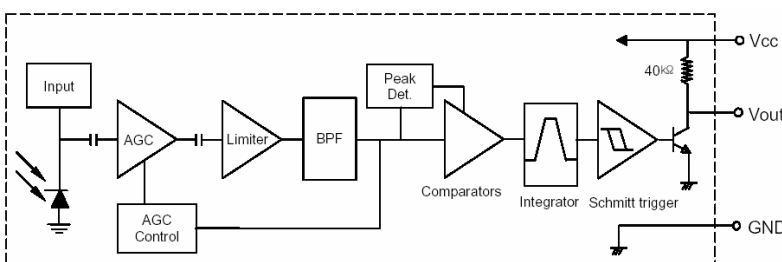 Vcc
40kΩ
Input
Peak
Det.
Vout
AGC
Limiter
BPF
Comparators
Integrator
Schmitt trigger
AGC
Control
GND